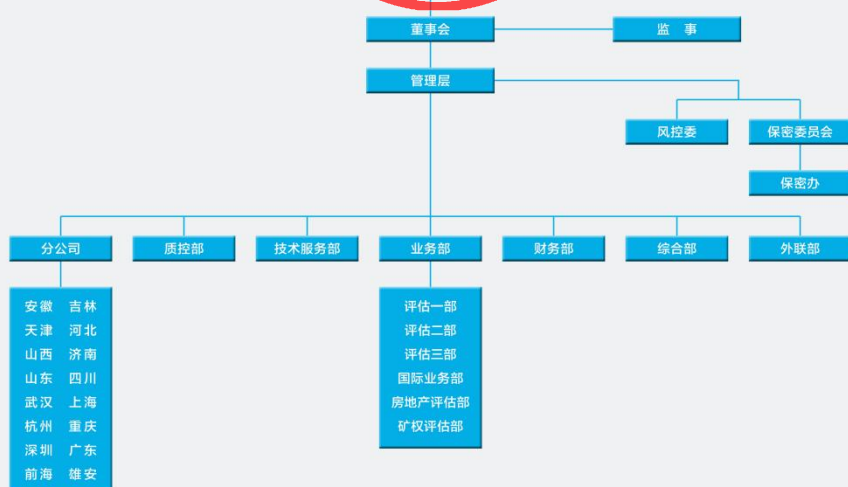 董事会
监 事
管理层
风控委
保密委员会
保密办
分公司
质控部
技术服务部
业务部
财务部
综合部
外联部
安徽 吉林
天津 河北
山西 济南
山东 四川
武汉 上海
杭州 重庆
深圳 广东
前海 雄安
评估一部
评估二部
评估三部
国际业务部
房地产评估部
矿权评估部